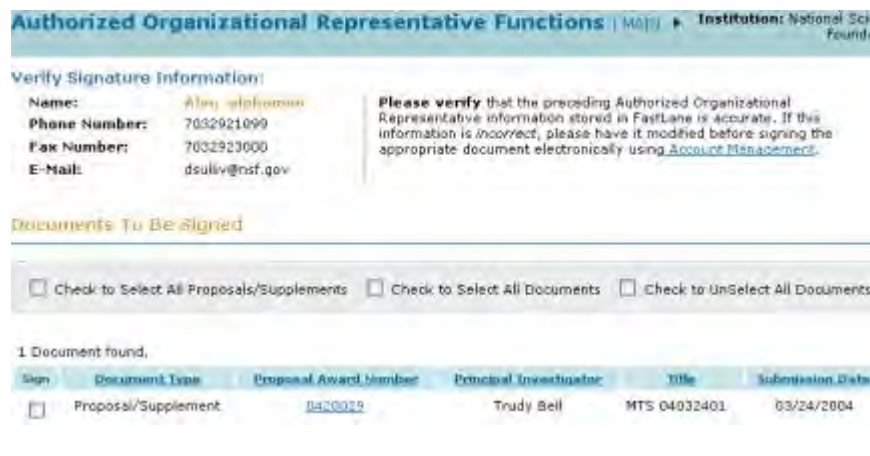 Authorized Organizational Representative Functions | MAIN ▸ Institution: National Sci
Founda
Verify Signature Information:
Name:
Phone Number: 7032921099
Fax Number: 7032923000
E-Mail: dsuliv@nsf.gov
Please verify that the preceding Authorized Organizational
Representative information stored in FastLane is accurate. If this
information is incorrect, please have it modified before signing the
appropriate document electronically using Account Management.
Documents To Be Signed
Check to Select All Proposals/Supplements
Check to Select All Documents
Check to UnSelect All Documents
1 Document found.
Sign Document Type Proposal Award Number Principal Investigator Title Submission Date
Proposal/Supplement 0420029 Trudy Bell MTS 04032401 03/24/2004